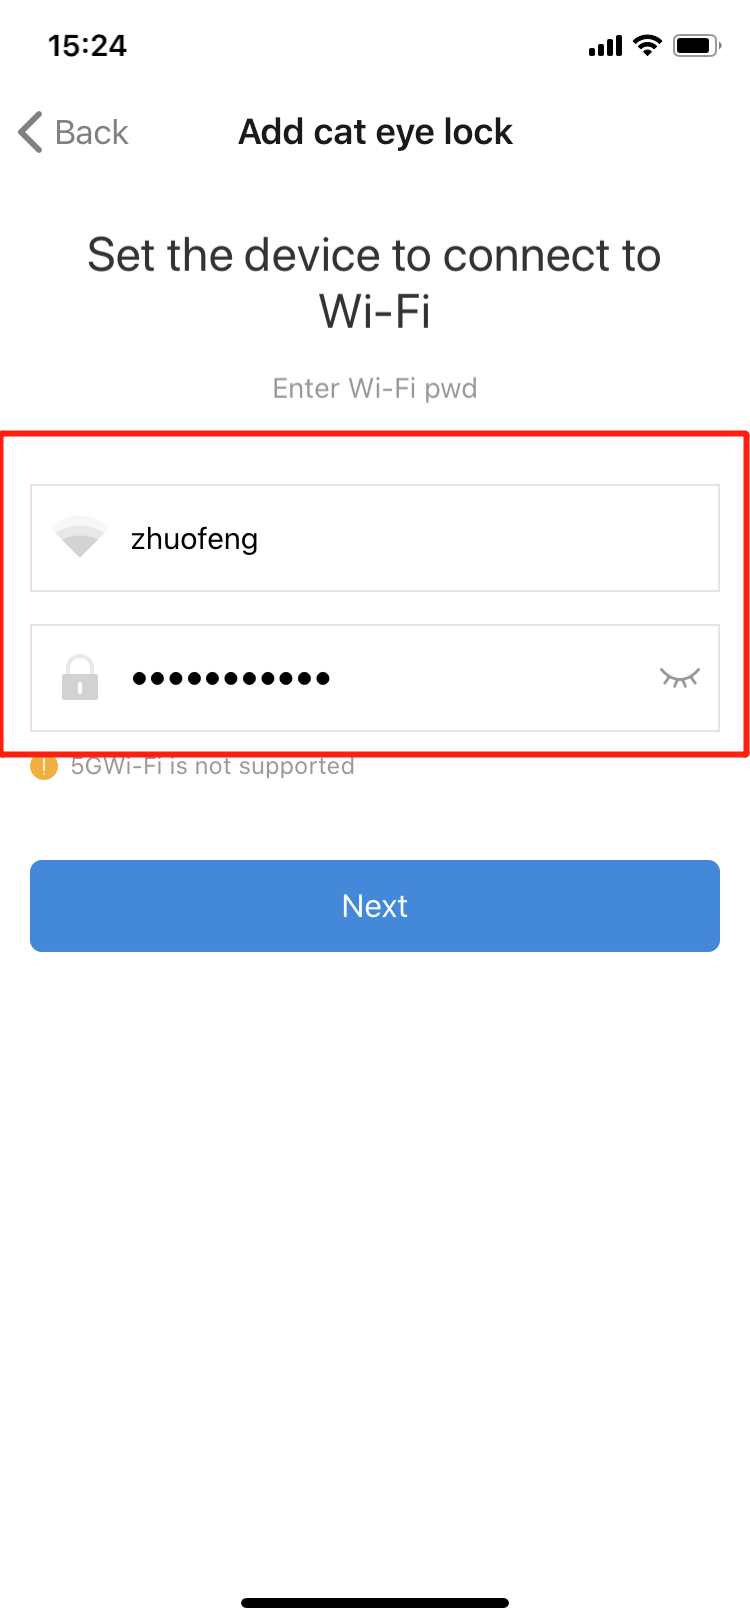 15:24
Back
Add cat eye lock
Set the device to connect to
Wi-Fi
Enter Wi-Fi pwd
zhuofeng
●●●●●●●●●●●
5GWi-Fi is not supported
Next